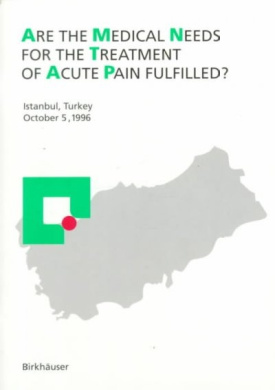 ARE THE MEDICAL NEEDS
FOR THE TREATMENT
OF ACUTE PAIN FULFILLED?
Istanbul, Turkey
October 5, 1996
Birkhäuser